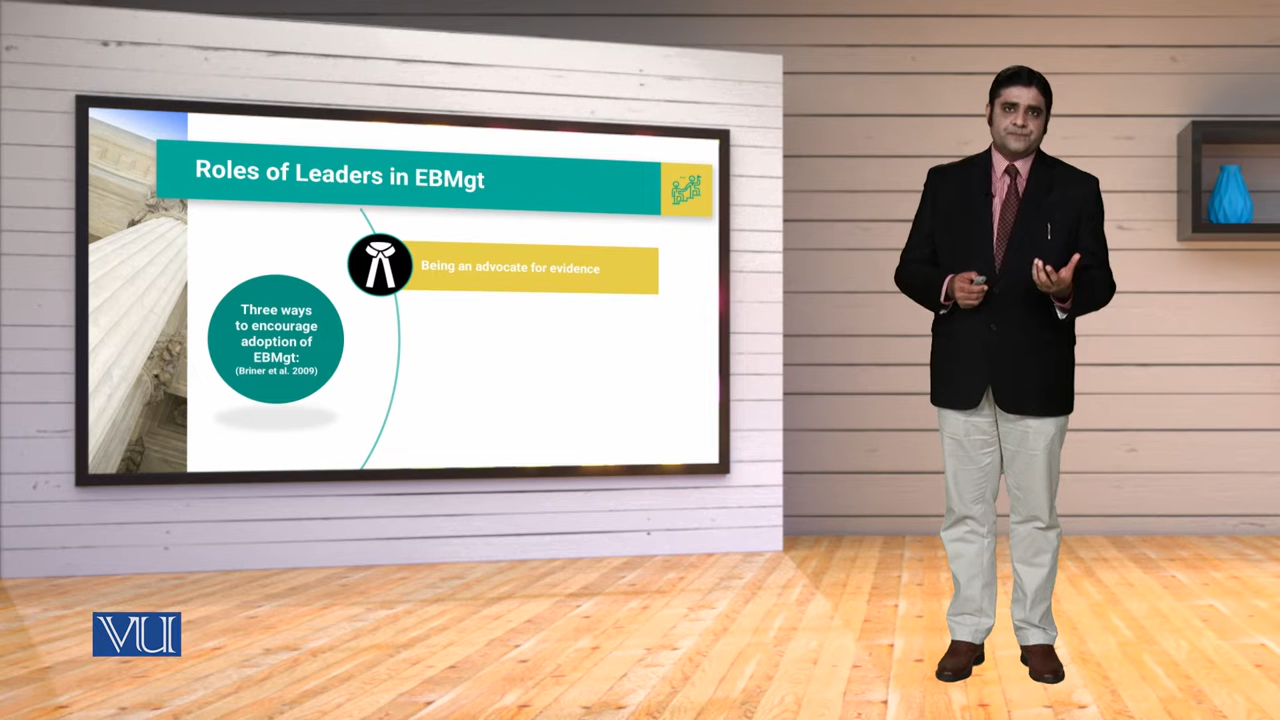 Roles of Leaders in EBMgt
Being an advocate for evidence
Three ways
to encourage
adoption of
EBMgt:
(Briner et al. 2009)
VU